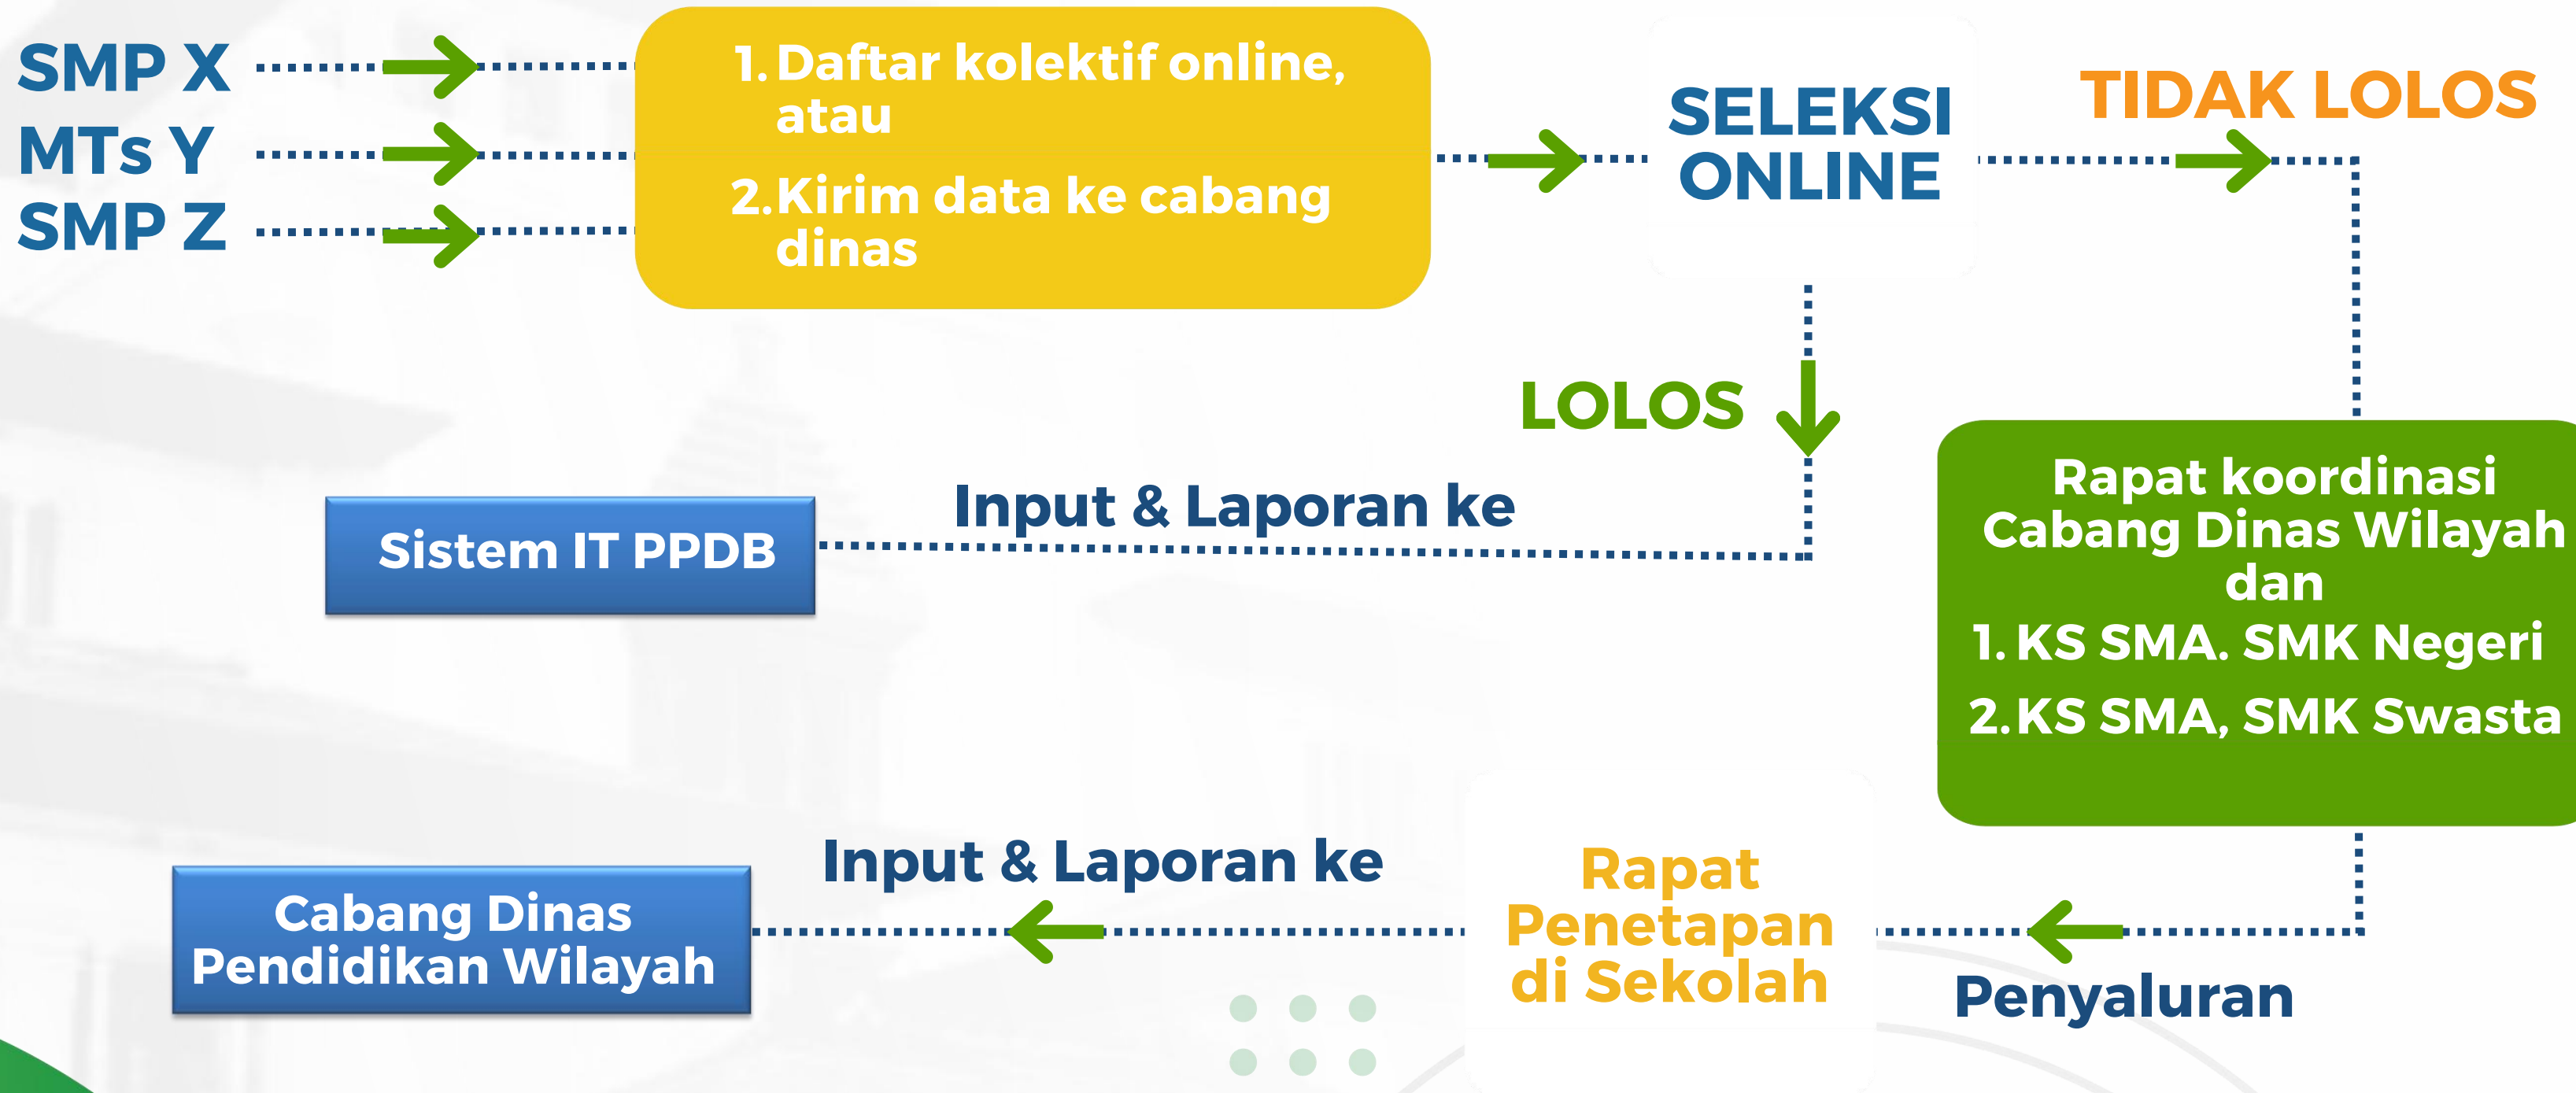 SMP X
MTs Y
SMP Z
1. Daftar kolektif online,
atau
2. Kirim data ke cabang
dinas
SELEKSI
ONLINE
TIDAK LOLOS
LOLOS
Input & Laporan ke
Sistem IT PPDB
Rapat koordinasi
Cabang Dinas Wilayah
dan
1. KS SMA. SMK Negeri
2. KS SMA, SMK Swasta
Penyaluran
Rapat
Penetapan
di Sekolah
Input & Laporan ke
Cabang Dinas
Pendidikan Wilayah